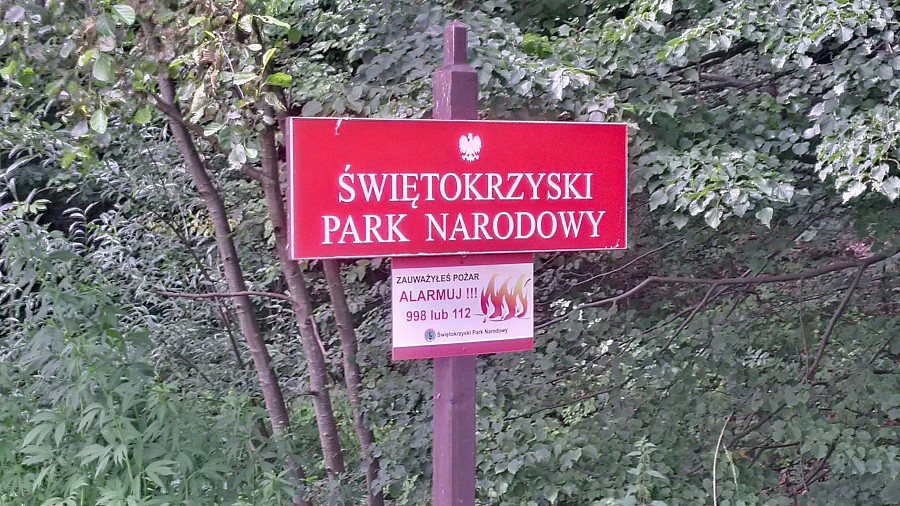 ŚWIĘTOKRZYSKI
PARK NARODOWY
ZAUWAŻYŁEŚ POŻAR
ALARMUJ !!!
998 lub 112
Świętokrzyski Park Narodowy